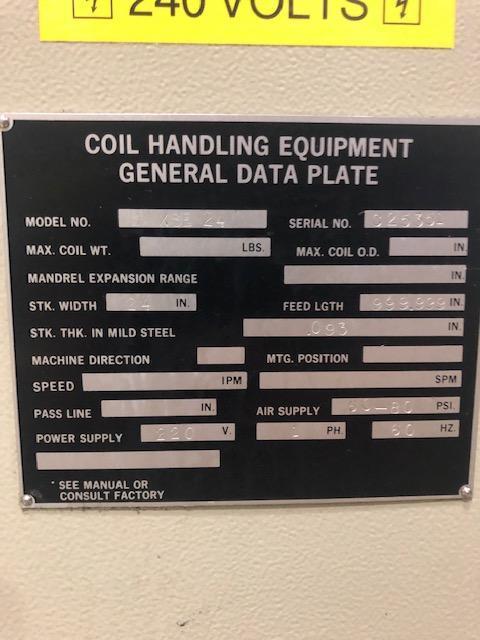 240 VOLTS
COIL HANDLING EQUIPMENT
GENERAL DATA PLATE
MODEL NO. 24 SERIAL NO.
MAX. COIL WT. LBS. MAX. COIL O.D. IN.
MANDREL EXPANSION RANGE IN.
STK. WIDTH 24 IN. FEED LGTH 999.999 IN.
STK. THK. IN MILD STEEL .093 IN.
MACHINE DIRECTION MTG. POSITION
SPEED IPM SPM
PASS LINE IN. AIR SUPPLY 60-80 PSI.
POWER SUPPLY 220 V. 1 PH. 60 HZ.
* SEE MANUAL OR
CONSULT FACTORY